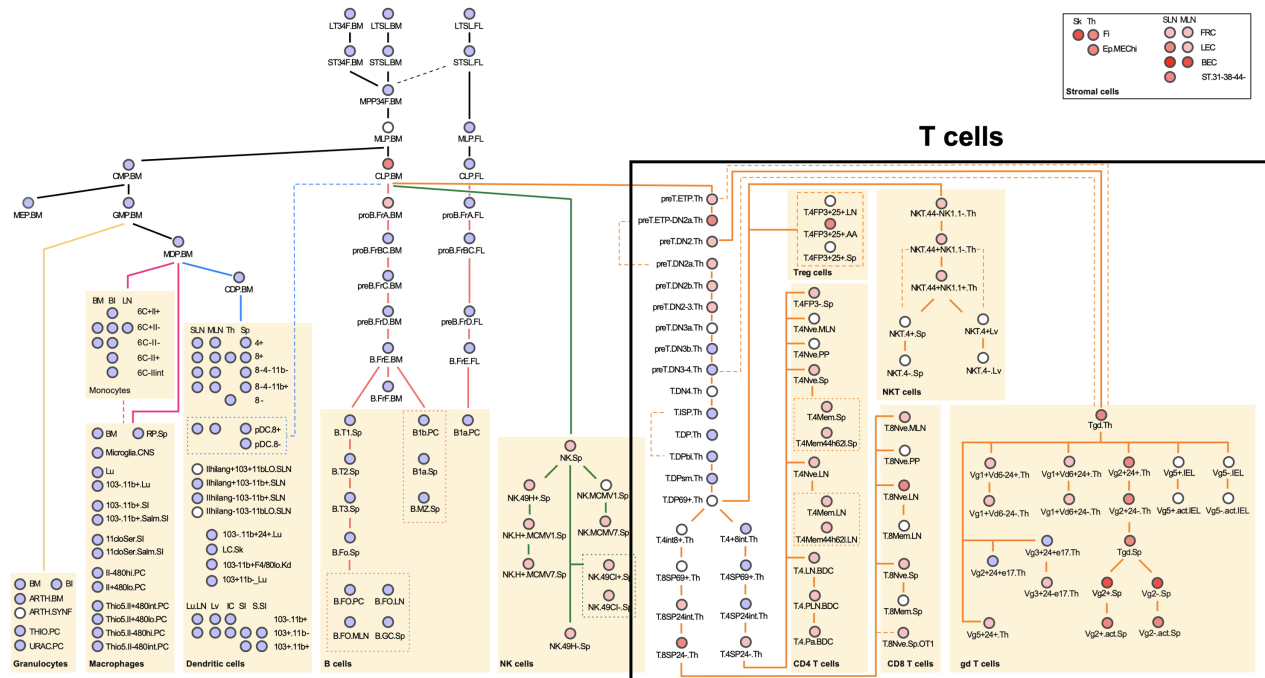 LT34F.BM
LTSL.BM
LTSL.FL
ST34F.BM
STSL.BM
STSL.FL
MPP34F.BM
MLP.BM
MLP.FL
CLP.BM
CLP.FL
CMP.BM
MEP.BM
GMP.BM
MDP.BM
CDP.BM
Sk Th
Fi
Ep.MEChi
SLN MLN
FRC
LEC
BEC
ST.31-38-44-
Stromal cells
T cells
BM BI LN
6C+II+
6C+II-
6C-II-
6C-II+
6C-IIint
Monocytes
BM
RP.Sp
Microglia.CNS
Lu
103-.11b+.Lu
103-.11b+.SI
103-11b+.Salm.SI
11cloSer.SI
11cloSer.Salm.SI
II-480hi.PC
II+480lo.PC
Thio5.II+480int.PC
Thio5.II+480lo.PC
Thio5.II-480hi.PC
Thio5.II-480int.PC
Macrophages
BM
BI
ARTH.BM
ARTH.SYNF
THIO.PC
URAC.PC
Granulocytes
SLN MLN Th Sp
4+
8+
8-4-11b-
8-4-11b+
8-
pDC.8+
pDC.8-
IIhilang+103+11bLO.SLN
IIhilang+103-11b+.SLN
IIhilang-103-11b+.SLN
IIhilang-103-11bLO.SLN
103-.11b+24+.Lu
LC.Sk
103-11b+F4/80lo.Kd
103+11b-_Lu
Lu.LN Lv IC SI S.SI
103-.11b+
103+.11b-
103+.11b+
Dendritic cells
proB.FrA.BM
proB.FrA.FL
proB.FrBC.BM
proB.FrBC.FL
preB.FrC.BM
preB.FrD.BM
preB.FrD.FL
B.FrE.BM
B.FrE.FL
B.FrF.BM
B.T1.Sp
B1b.PC
B1a.PC
B.T2.Sp
B1a.Sp
B.T3.Sp
B.MZ.Sp
B.Fo.Sp
B.FO.PC
B.FO.LN
B.FO.MLN
B.GC.Sp
B cells
NK.Sp
NK.49H+.Sp
NK.MCMV1.Sp
NK.H+.MCMV1.Sp
NK.MCMV7.Sp
NK.H+.MCMV7.Sp
NK.49CI+.Sp
NK.49CI-.Sp
NK.49H-.Sp
NK cells
preT.ETP.Th
preT.ETP-DN2a.Th
preT.DN2.Th
preT.DN2a.Th
preT.DN2b.Th
preT.DN2-3.Th
preT.DN3a.Th
preT.DN3b.Th
preT.DN3-4.Th
T.DN4.Th
T.ISP.Th
T.DP.Th
T.DPbl.Th
T.DPsm.Th
T.DP69+.Th
T.4int8+.Th
T.4+8int.Th
T.8SP69+.Th
T.4SP69+.Th
T.8SP24int.Th
T.4SP24int.Th
T.8SP24-.Th
T.4SP24-.Th
T.4FP3+25+.LN
T.4FP3+25+.AA
T.4FP3+25+.Sp
Treg cells
T.4FP3-.Sp
T.4Nve.MLN
T.4Nve.PP
T.4Nve.Sp
T.4Mem.Sp
T.4Mem44h62l.Sp
T.4Nve.LN
T.4Mem.LN
T.4Mem44h62l.LN
T.4.LN.BDC
T.4.PLN.BDC
T.4.Pa.BDC
CD4 T cells
NKT.44-NK1.1-.Th
NKT.44+NK1.1-.Th
NKT.44+NK1.1+.Th
NKT.4+.Sp
NKT.4+Lv
NKT.4-.Sp
NKT.4-.Lv
NKT cells
T.8Nve.MLN
T.8Nve.PP
T.8Nve.LN
T.8Mem.LN
T.8Nve.Sp
T.8Mem.Sp
T.8Nve.Sp.OT1
CD8 T cells
Tgd.Th
Vg1+Vd6-24+.Th
Vg1+Vd6+24+.Th
Vg2+24+.Th
Vg5+.IEL
Vg5-.IEL
Vg1+Vd6-24-.Th
Vg1+Vd6+24-.Th
Vg2+24-.Th
Vg5+.act.IEL
Vg5-.act.IEL
Vg2+24+e17.Th
Vg3+24+e17.Th
Tgd.Sp
Vg3+24-e17.Th
Vg2+.Sp
Vg2-.Sp
Vg5+24+.Th
Vg2+.act.Sp
Vg2-.act.Sp
gd T cells